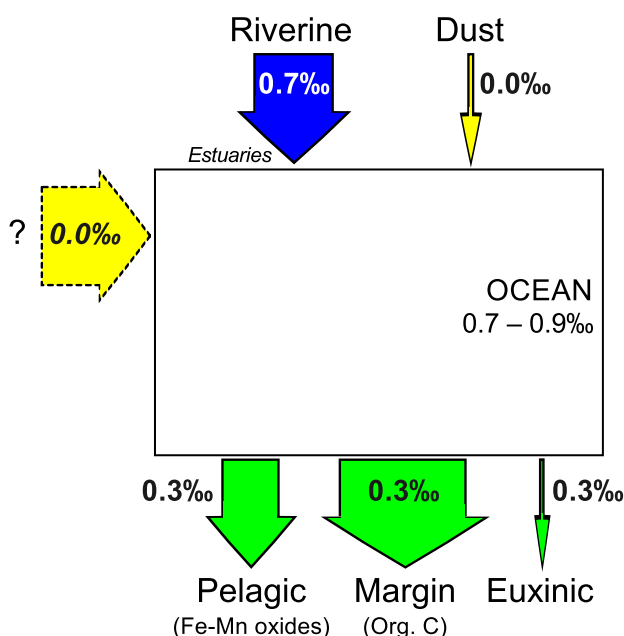 Riverine Dust
0.7‰ 0.0‰
Estuaries
? 0.0‰
OCEAN
0.7 – 0.9‰
0.3‰ 0.3‰ 0.3‰
Pelagic Margin Euxinic
(Fe-Mn oxides) (Org. C)